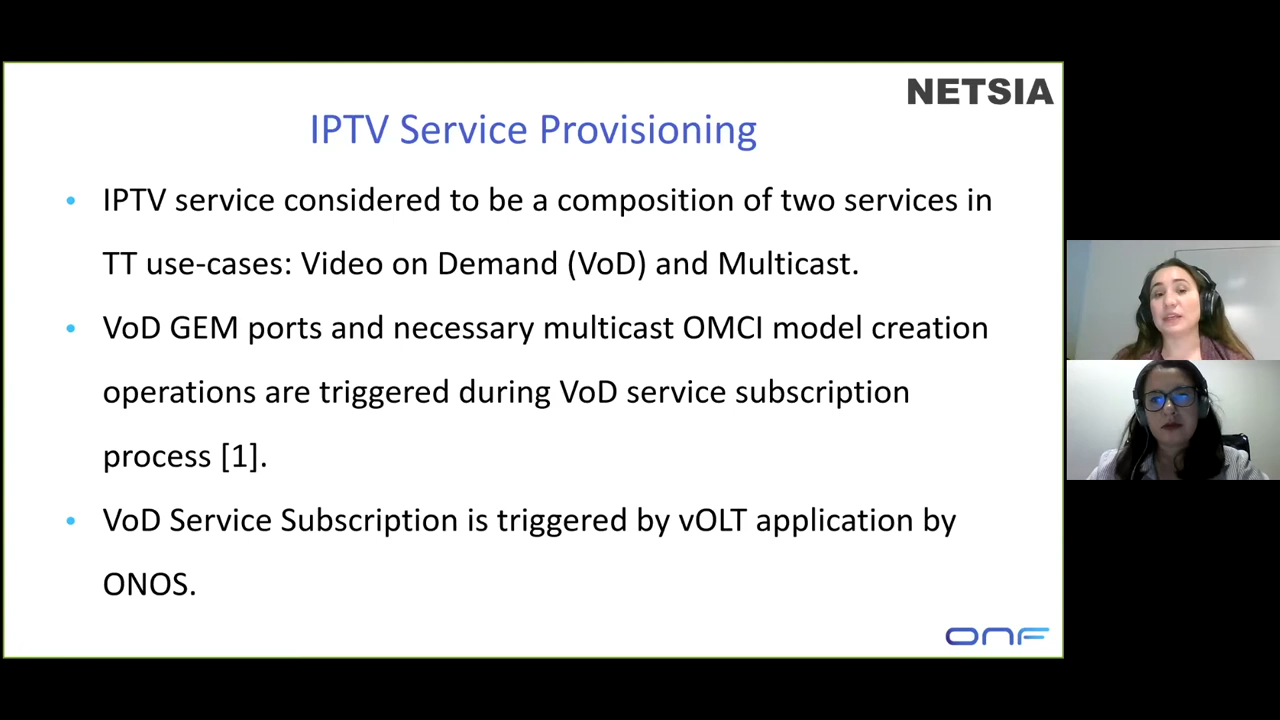 NETSIA
IPTV Service Provisioning
• IPTV service considered to be a composition of two services in
TT use-cases: Video on Demand (VoD) and Multicast.
• VoD GEM ports and necessary multicast OMCI model creation
operations are triggered during VoD service subscription
process [1].
• VoD Service Subscription is triggered by vOLT application by
ONOS.
ONF